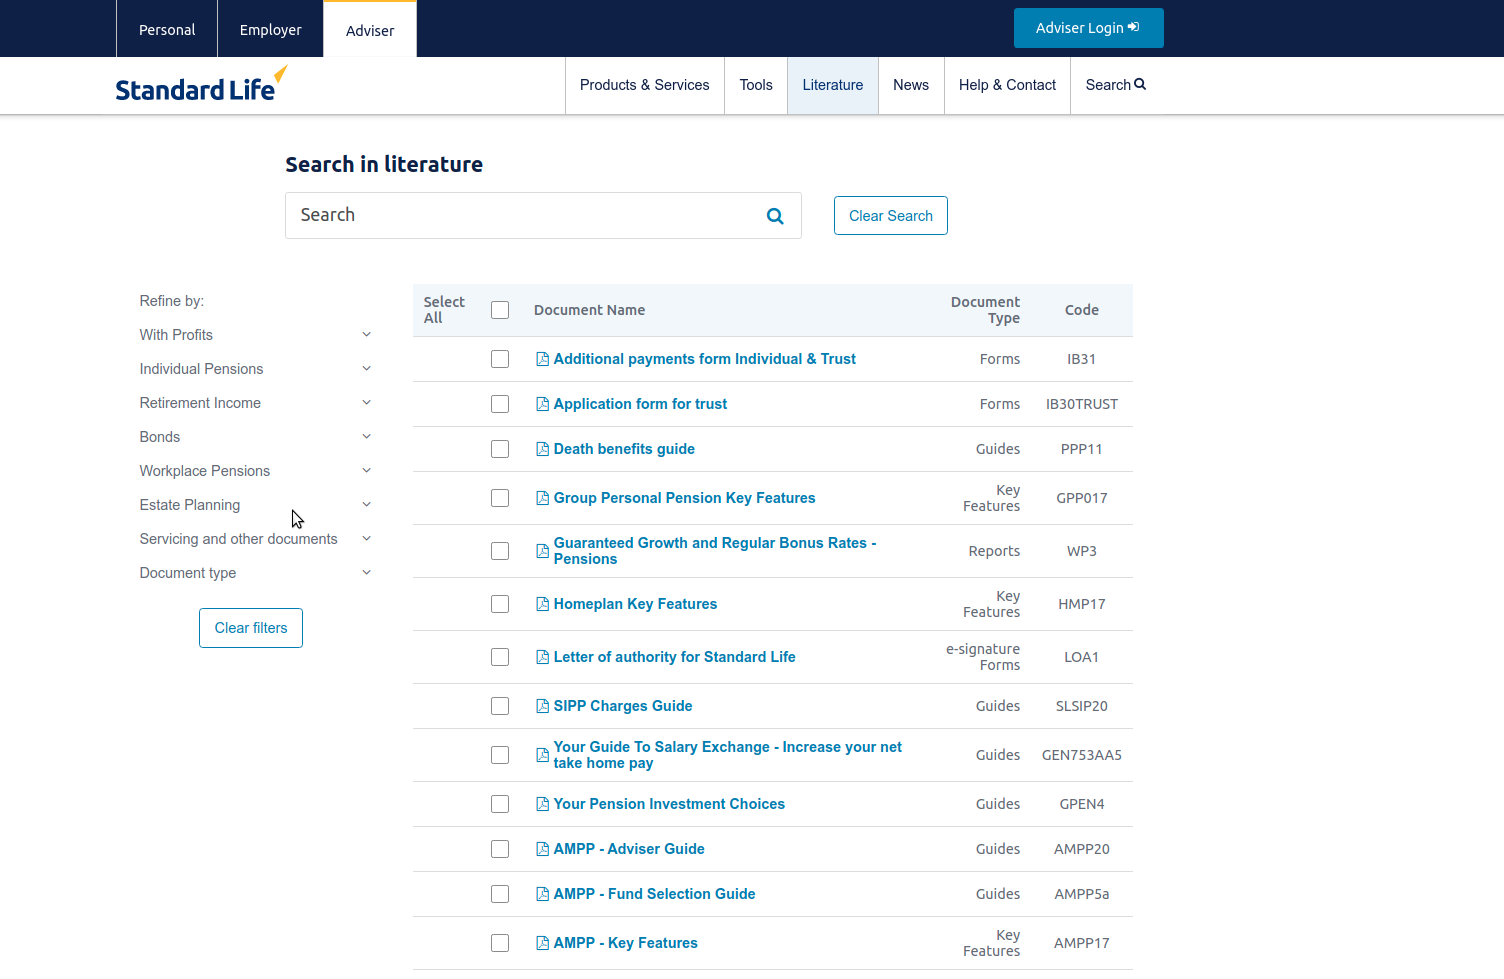 Personal
Employer
Adviser
Adviser Login
Standard Life
Products & Services
Tools
Literature
News
Help & Contact
Search
Search in literature
Search
Clear Search
Refine by:
With Profits
Individual Pensions
Retirement Income
Bonds
Workplace Pensions
Estate Planning
Servicing and other documents
Document type
Clear filters
Select All
Document Name
Document Type
Code
Additional payments form Individual & Trust
Forms
IB31
Application form for trust
Forms
IB30TRUST
Death benefits guide
Guides
PPP11
Group Personal Pension Key Features
Key Features
GPP017
Guaranteed Growth and Regular Bonus Rates -
Pensions
Reports
WP3
Homeplan Key Features
Key Features
HMP17
Letter of authority for Standard Life
e-signature Forms
LOA1
SIPP Charges Guide
Guides
SLSIP20
Your Guide To Salary Exchange - Increase your net
take home pay
Guides
GEN753AA5
Your Pension Investment Choices
Guides
GPEN4
AMPP - Adviser Guide
Guides
AMPP20
AMPP - Fund Selection Guide
Guides
AMPP5a
AMPP - Key Features
Key Features
AMPP17